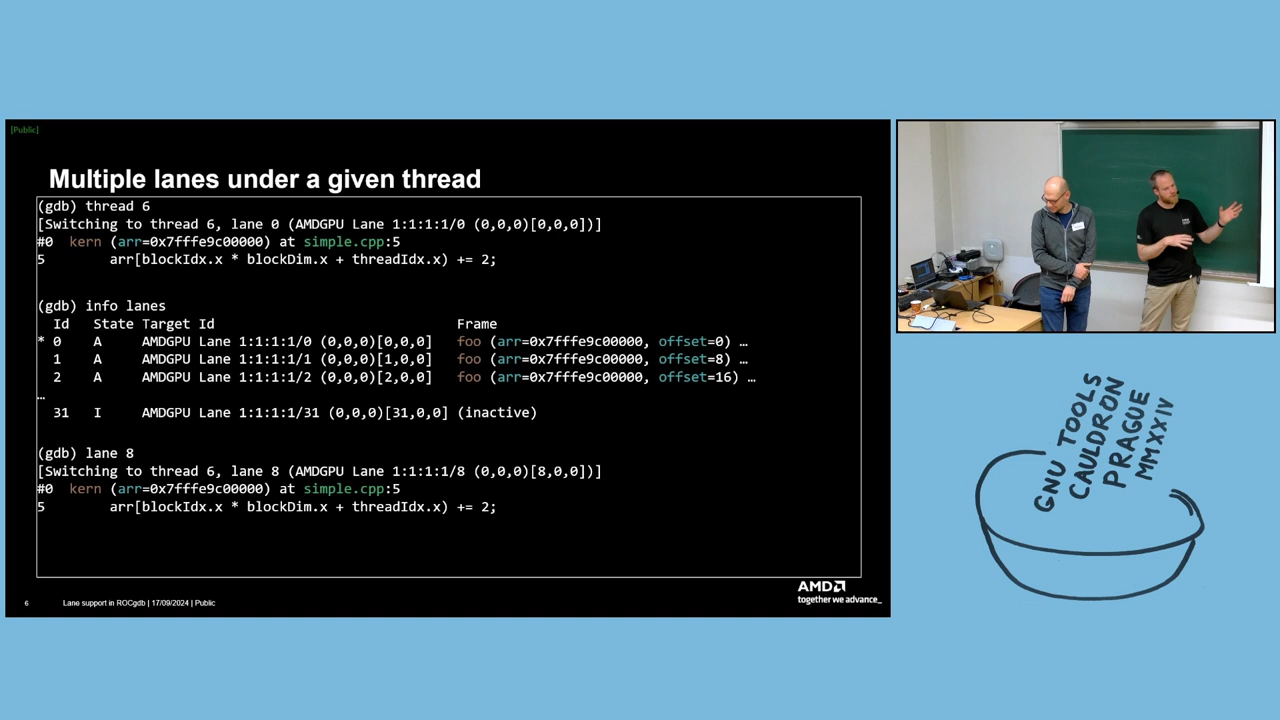 [Public]
Multiple lanes under a given thread
(gdb) thread 6
[Switching to thread 6, lane 0 (AMDGPU Lane 1:1:1:1/0 (0,0,0)[0,0,0])]
#0  kern (arr=0x7fffe9c00000) at simple.cpp:5
5        arr[blockIdx.x * blockDim.x + threadIdx.x) += 2;
(gdb) info lanes
Id   State Target Id   Frame
* 0    A     AMDGPU Lane 1:1:1:1/0 (0,0,0)[0,0,0]   foo (arr=0x7fffe9c00000, offset=0) …
1    A     AMDGPU Lane 1:1:1:1/1 (0,0,0)[1,0,0]   foo (arr=0x7fffe9c00000, offset=8) …
2    A     AMDGPU Lane 1:1:1:1/2 (0,0,0)[2,0,0]   foo (arr=0x7fffe9c00000, offset=16) …
…
31   I     AMDGPU Lane 1:1:1:1/31 (0,0,0)[31,0,0] (inactive)
(gdb) lane 8
[Switching to thread 6, lane 8 (AMDGPU Lane 1:1:1:1/8 (0,0,0)[8,0,0])]
#0  kern (arr=0x7fffe9c00000) at simple.cpp:5
5        arr[blockIdx.x * blockDim.x + threadIdx.x) += 2;
6
Lane support in ROCgdb | 17/09/2024 | Public
AMD
together we advance_
GNU TOOLS
CAULDRON
PRAGUE
MMXXIV